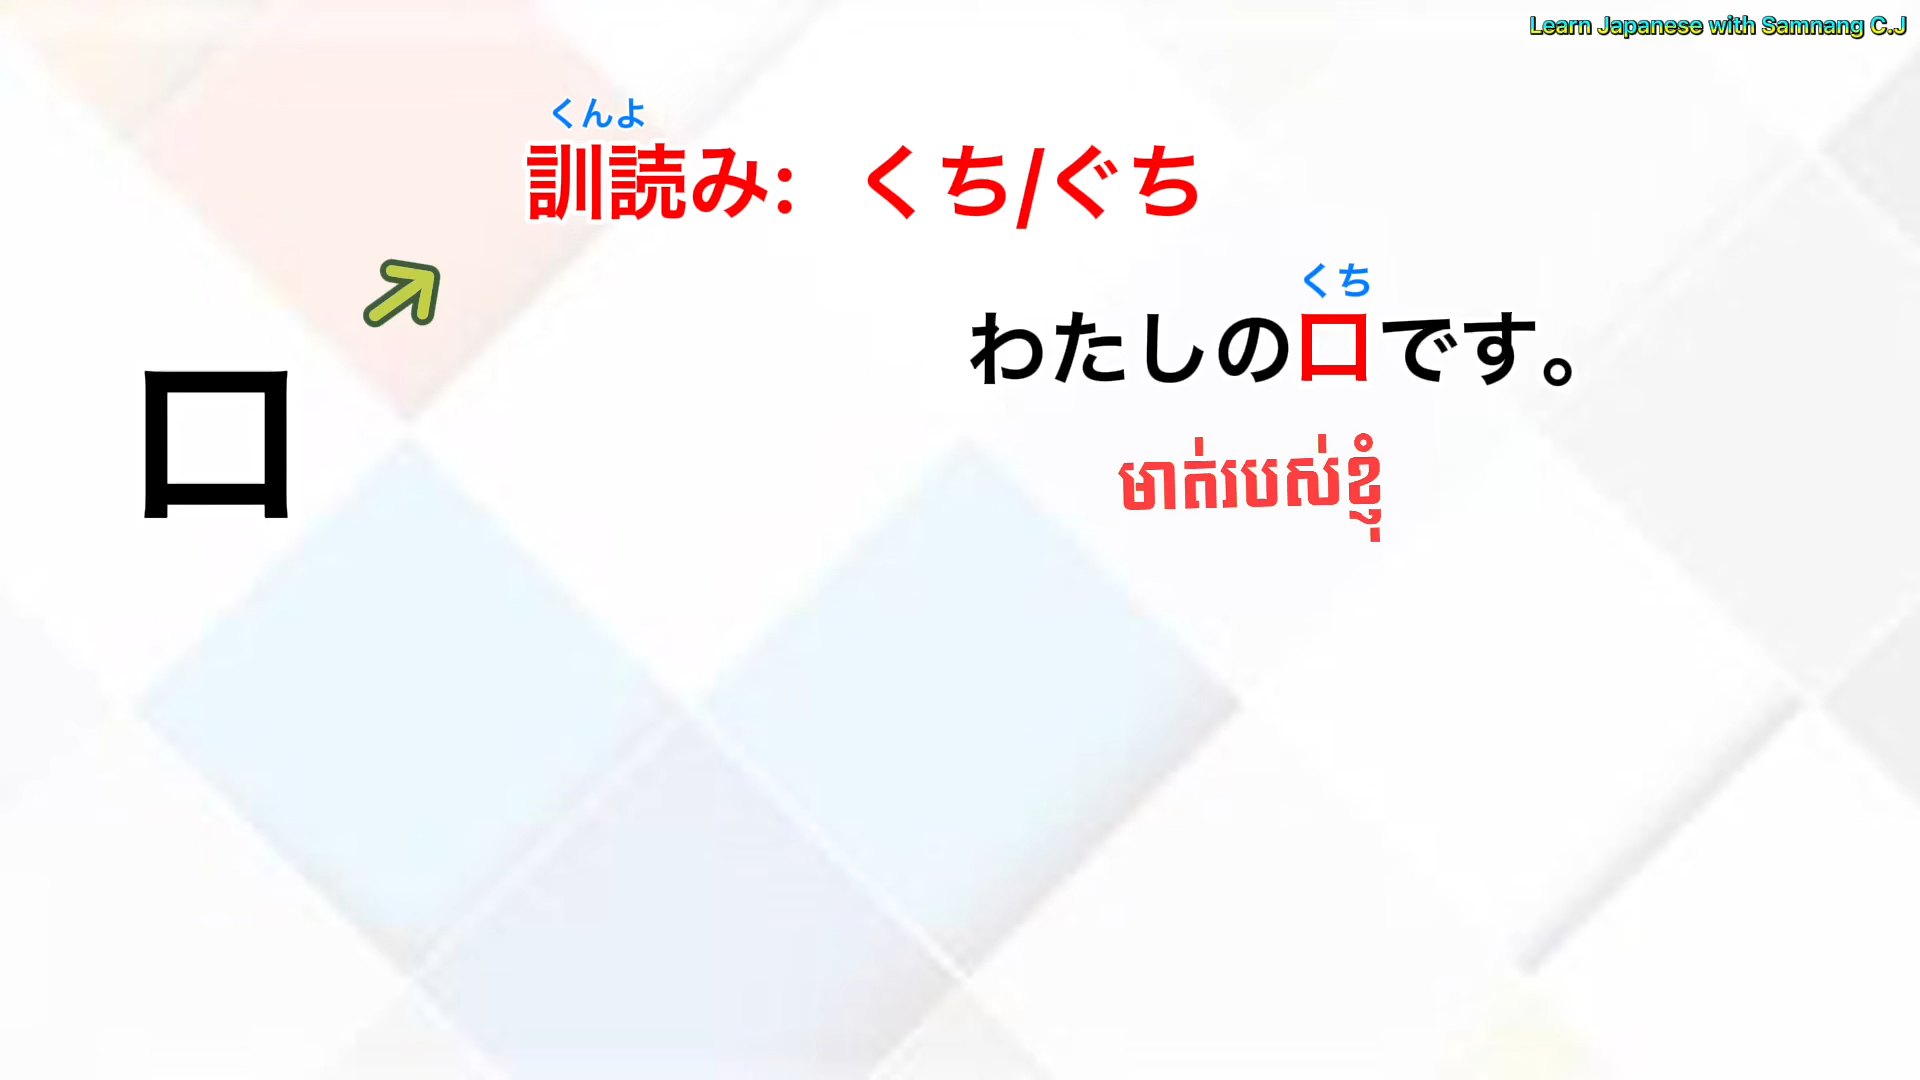 Learn Japanese with Samnang C.J
くんよ
訓読み: くち/ぐち
くち
わたしの口です。
口
មាត់របស់ខ្ញុំ